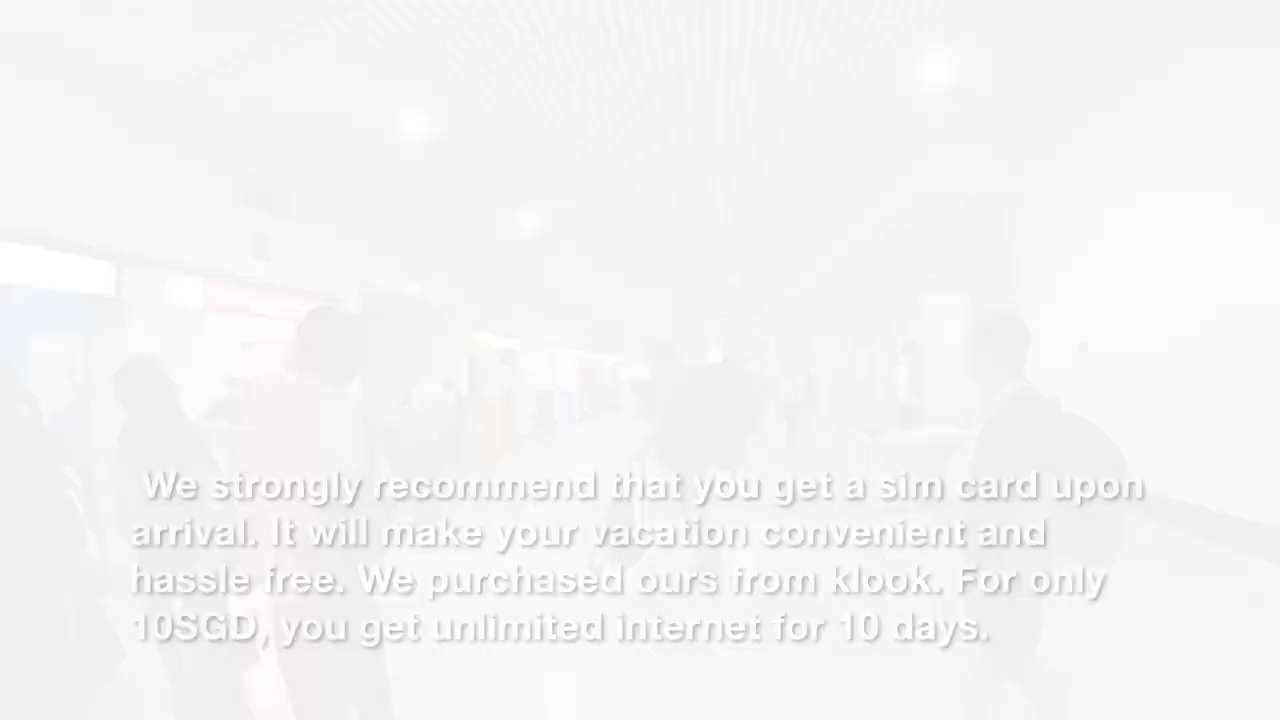 We strongly recommend that you get a sim card upon
arrival. It will make your vacation convenient and
hassle free. We purchased ours from klook. For only
10SGD, you get unlimited internet for 10 days.